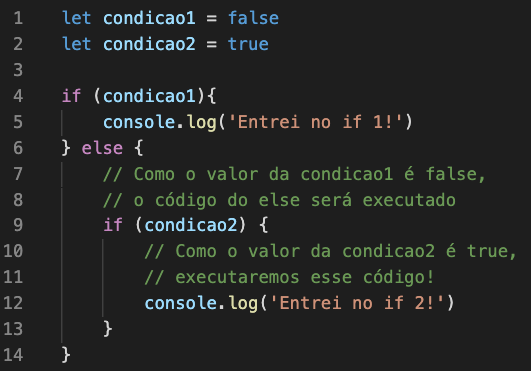 1 let condicao1 = false
2 let condicao2 = true
3
4 if (condicao1){
5 console.log('Entrei no if 1!')
6 } else {
7 // Como o valor da condicao1 é false,
8 // o código do else será executado
9 if (condicao2) {
10 // Como o valor da condicao2 é true,
11 // executaremos esse código!
12 console.log('Entrei no if 2!')
13 }
14 }